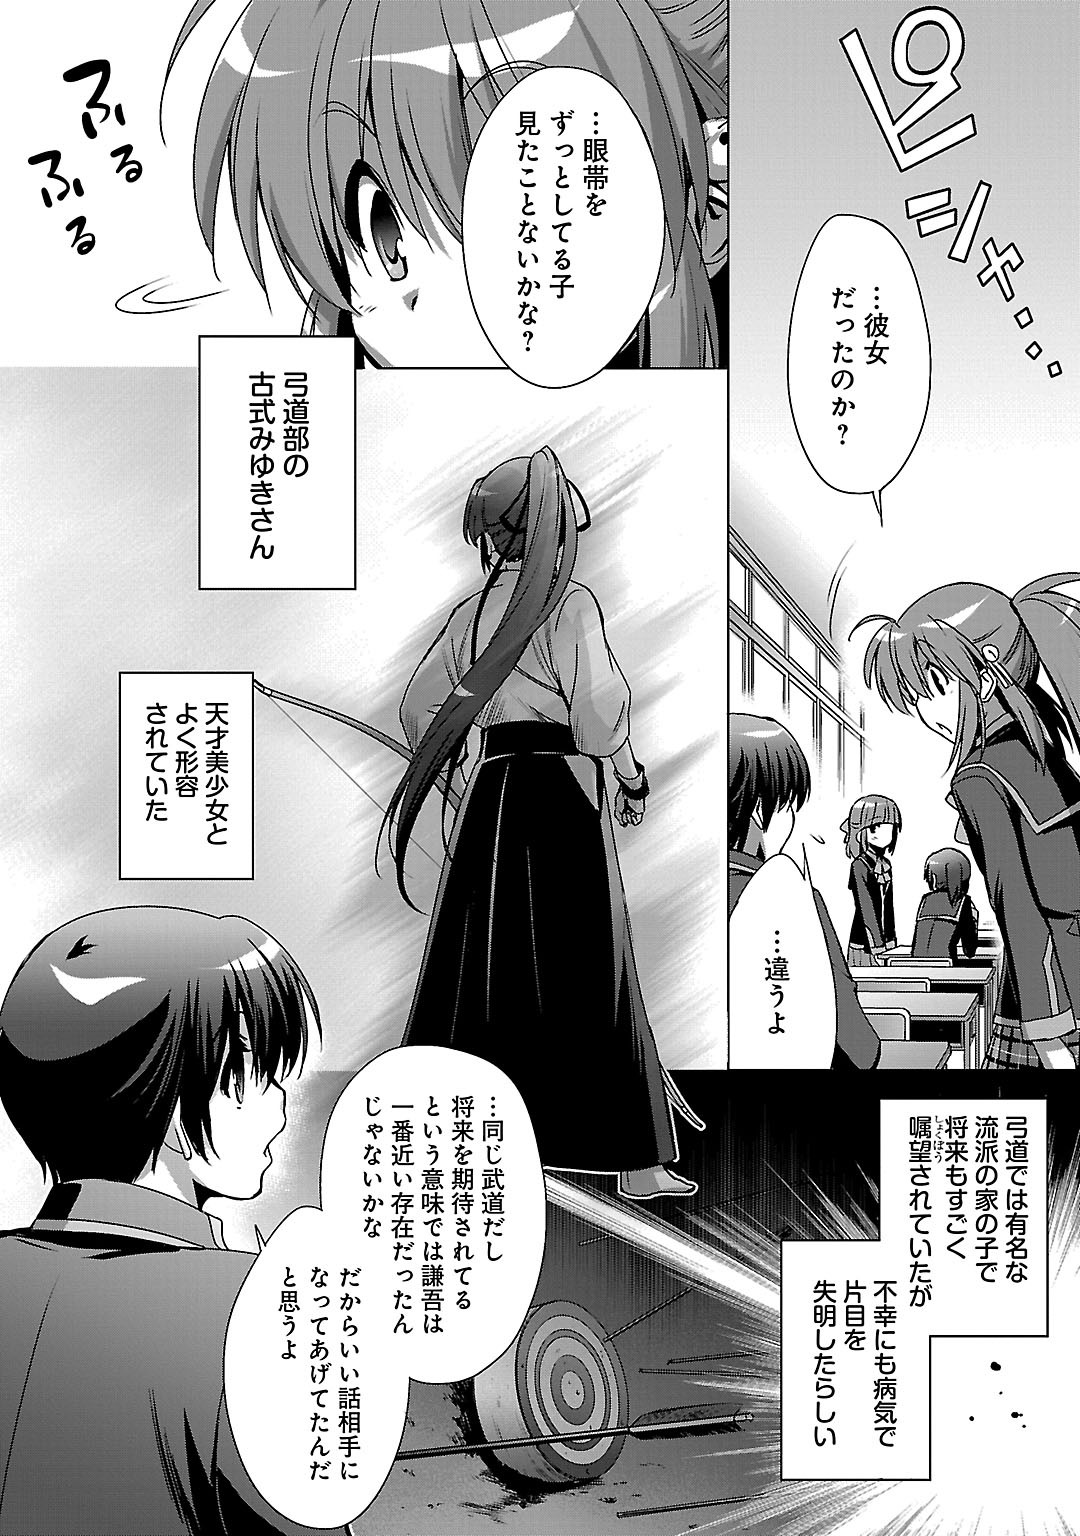 ピシャ・・・
…彼女
だったのか？
…違うよ
…眼帯を
ずっとしてる子
見たことないかな？
ふる
ふる
弓道部の
古式みゆきさん
天才美少女と
よく形容
されていた
弓道では有名な
流派の家の子で
将来もすごく
嘱望されていたが
しょくぼう
不幸にも病気で
片目を
失明したらしい
…同じ武道だし
将来を期待されてる
という意味では謙吾は
一番近い存在だったん
じゃないかな
だからいい話相手に
なってあげてたんだ
と思うよ